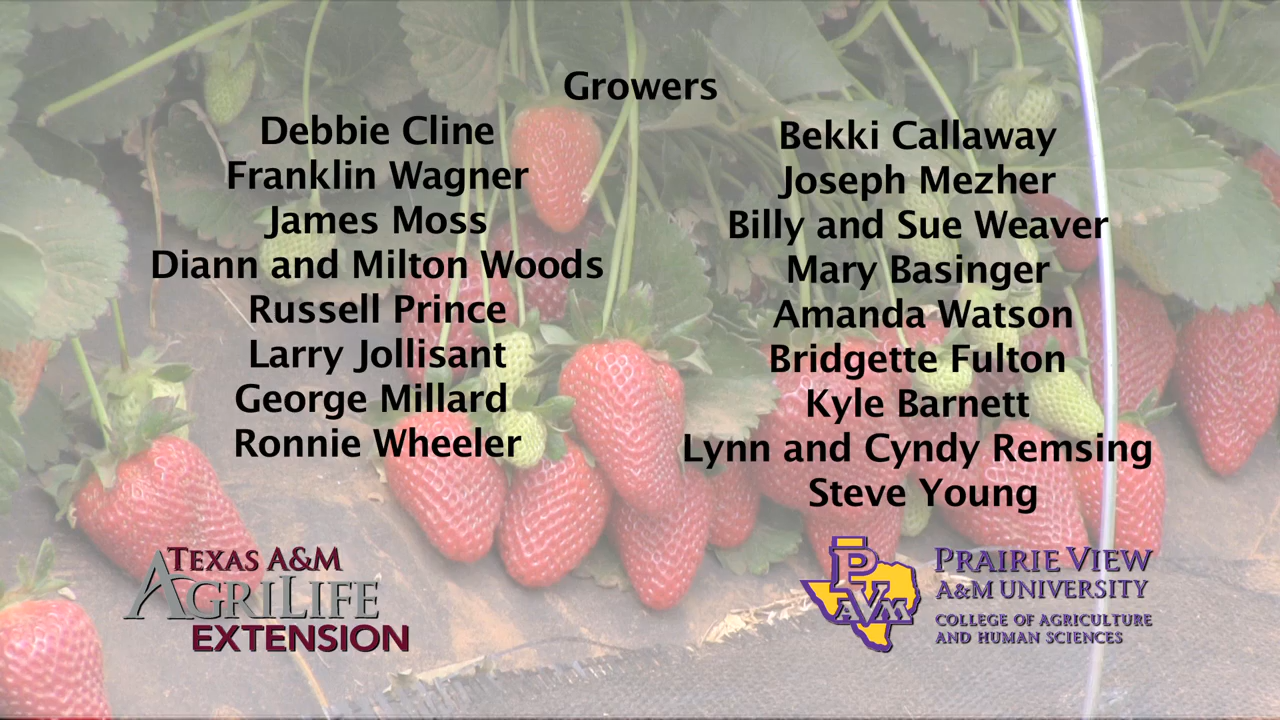 Growers
Debbie Cline
Franklin Wagner
James Moss
Diann and Milton Woods
Russell Prince
Larry Jollisant
George Millard
Ronnie Wheeler
Bekki Callaway
Joseph Mezher
Billy and Sue Weaver
Mary Basinger
Amanda Watson
Bridgette Fulton
Kyle Barnett
Lynn and Cyndy Remsing
Steve Young
TEXAS A&M
AGRILIFE
EXTENSION
PV
AVM
PRAIRIE VIEW
A&M UNIVERSITY
COLLEGE OF AGRICULTURE
AND HUMAN SCIENCES